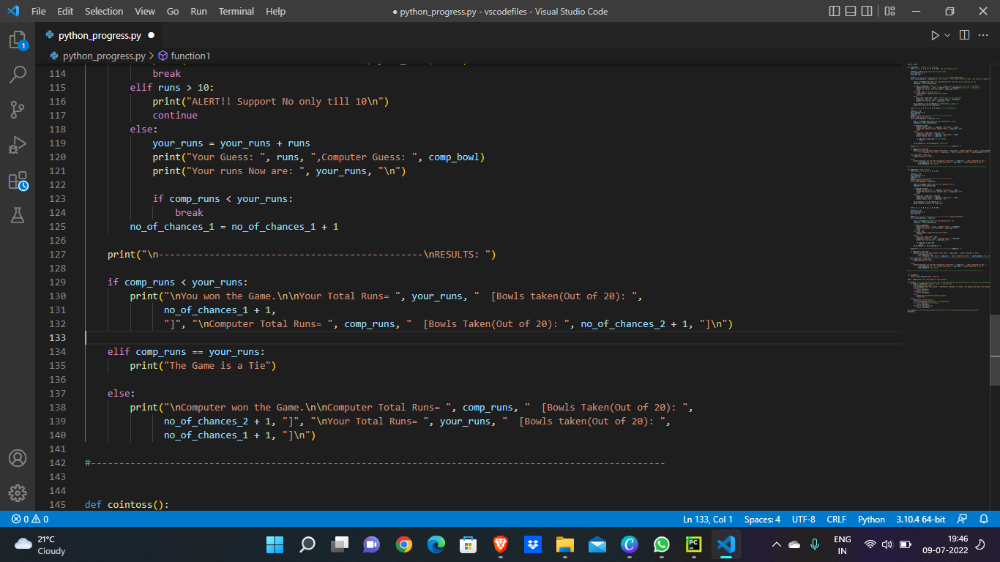 File Edit Selection View Go Run Terminal Help
● python_progress.py - vscodefiles - Visual Studio Code
python_progress.py ●
python_progress.py > function1
114 break
115 elif runs > 10:
116 print("ALERT!! Support No only till 10\n")
117 continue
118 else:
119 your_runs = your_runs + runs
120 print("Your Guess: ", runs, ",Computer Guess: ", comp_bowl)
121 print("Your runs Now are: ", your_runs, "\n")
122
123 if comp_runs < your_runs:
124 break
125 no_of_chances_1 = no_of_chances_1 + 1
126
127 print("\n-----------------------------------------------\nRESULTS: ")
128
129 if comp_runs < your_runs:
130 print("\nYou won the Game.\n\nYour Total Runs= ", your_runs, "  [Bowls taken(Out of 20): ",
131 no_of_chances_1 + 1,
132 "]", "\nComputer Total Runs= ", comp_runs, "  [Bowls Taken(Out of 20): ", no_of_chances_2 + 1, "]\n")
133
134 elif comp_runs == your_runs:
135 print("The Game is a Tie")
136
137 else:
138 print("\nComputer won the Game.\n\nComputer Total Runs= ", comp_runs, "  [Bowls Taken(Out of 20): ",
139 no_of_chances_2 + 1, "]", "\nYour Total Runs= ", your_runs, "  [Bowls taken(Out of 20): ",
140 no_of_chances_1 + 1, "]\n")
141
142 #------------------------------------------------------------------------------------------------------
143
144
145 def cointoss():
1
0 0
Ln 133, Col 1 Spaces: 4 UTF-8 CRLF Python 3.10.4 64-bit
21°C
Cloudy
PC
ENG
IN
19:46
09-07-2022